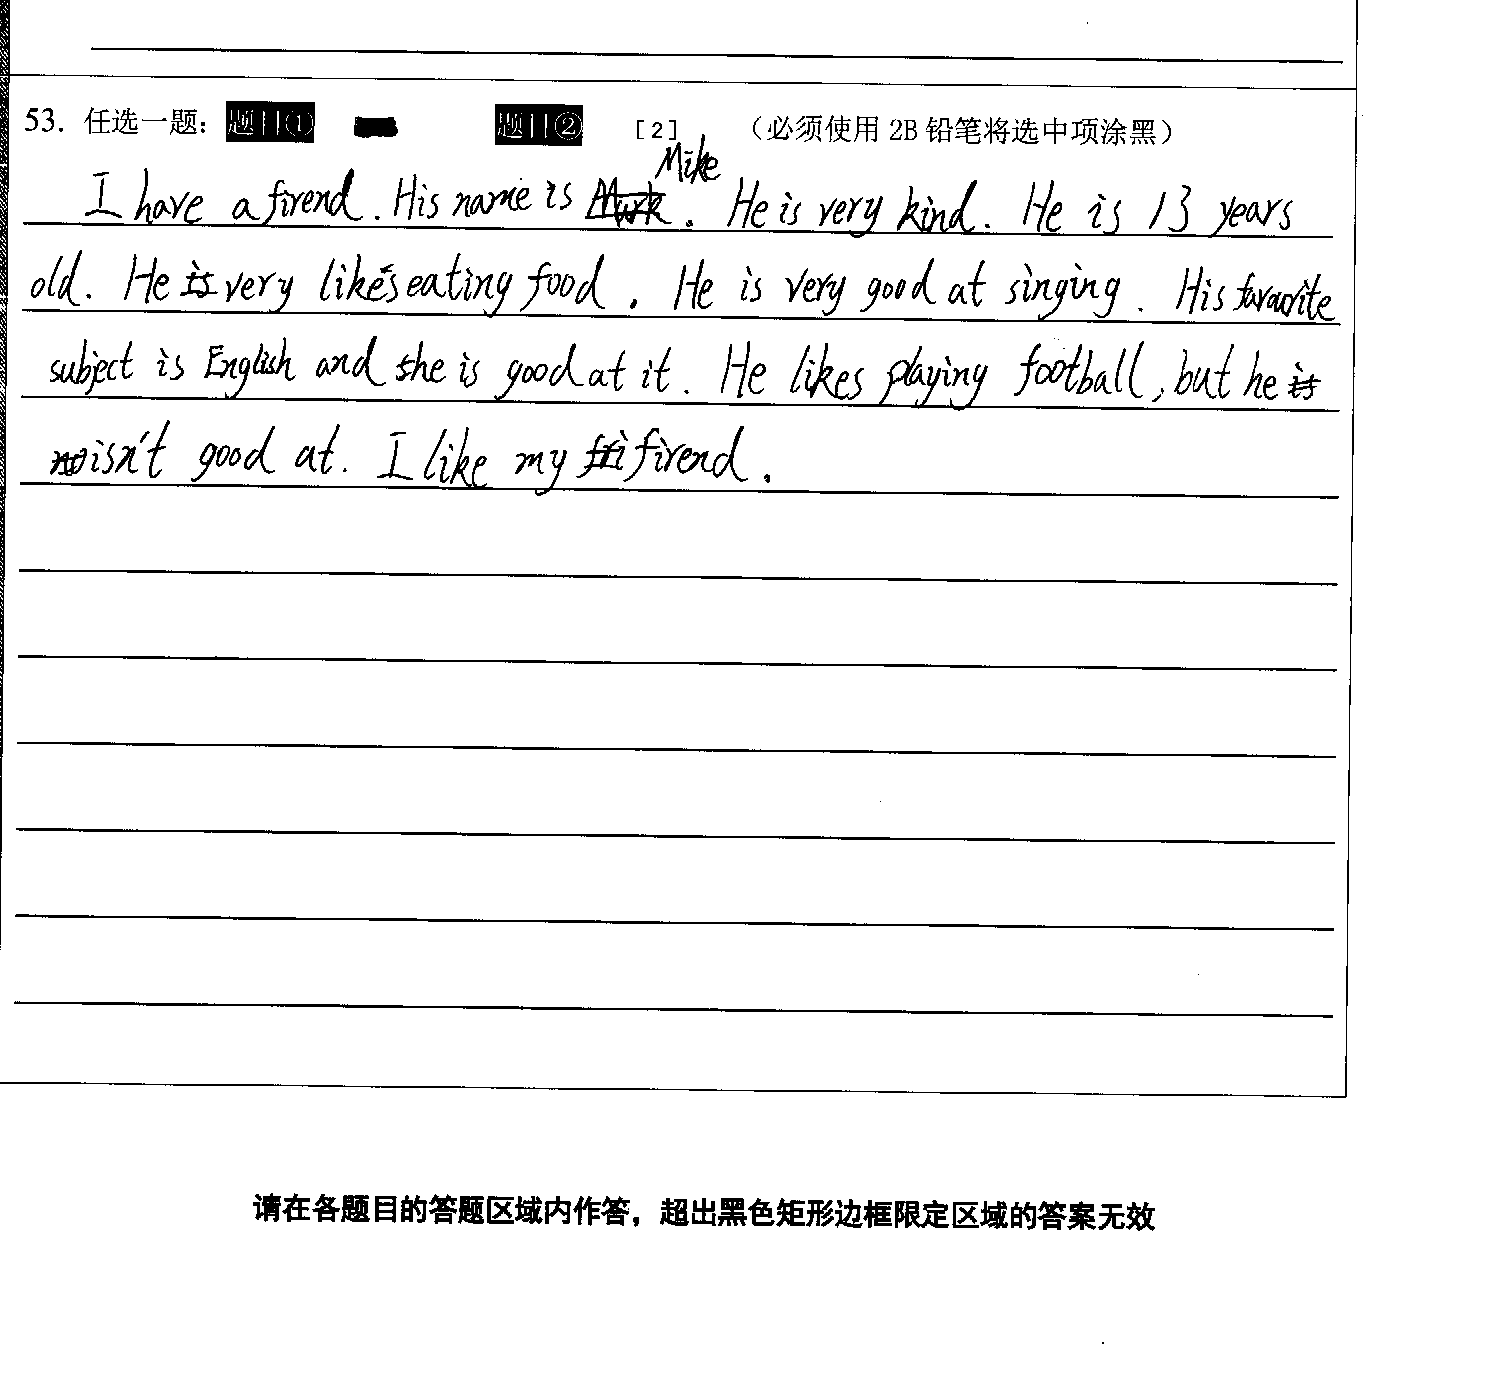 53. 任选一题: 题目① 题目② [2] (必须使用 2B 铅笔将选中项涂黑)
Mike
I have a firend. His name is . He is very kind. He is 13 years
old. He is very likes eating food. He is very good at singing. His favaorite
subject is English and she is good at it. He likes playing football, but he is
no isn't good at. I like my fri firend.
请在各题目的答题区域内作答，超出黑色矩形边框限定区域的答案无效